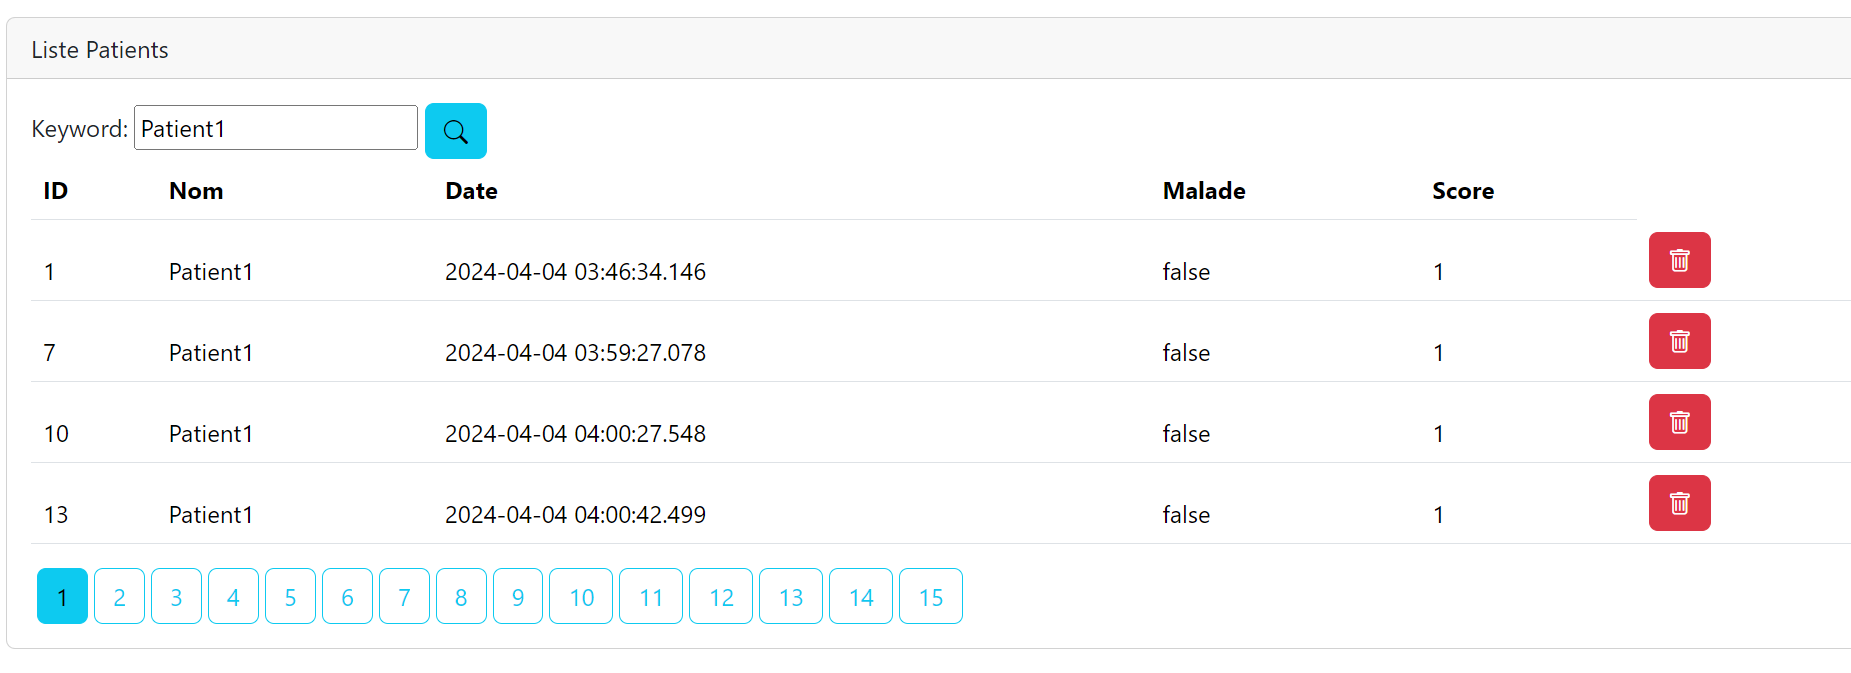 Liste Patients
Keyword: Patient1
ID Nom Date Malade Score
1 Patient1 2024-04-04 03:46:34.146 false 1
7 Patient1 2024-04-04 03:59:27.078 false 1
10 Patient1 2024-04-04 04:00:27.548 false 1
13 Patient1 2024-04-04 04:00:42.499 false 1
1 2 3 4 5 6 7 8 9 10 11 12 13 14 15